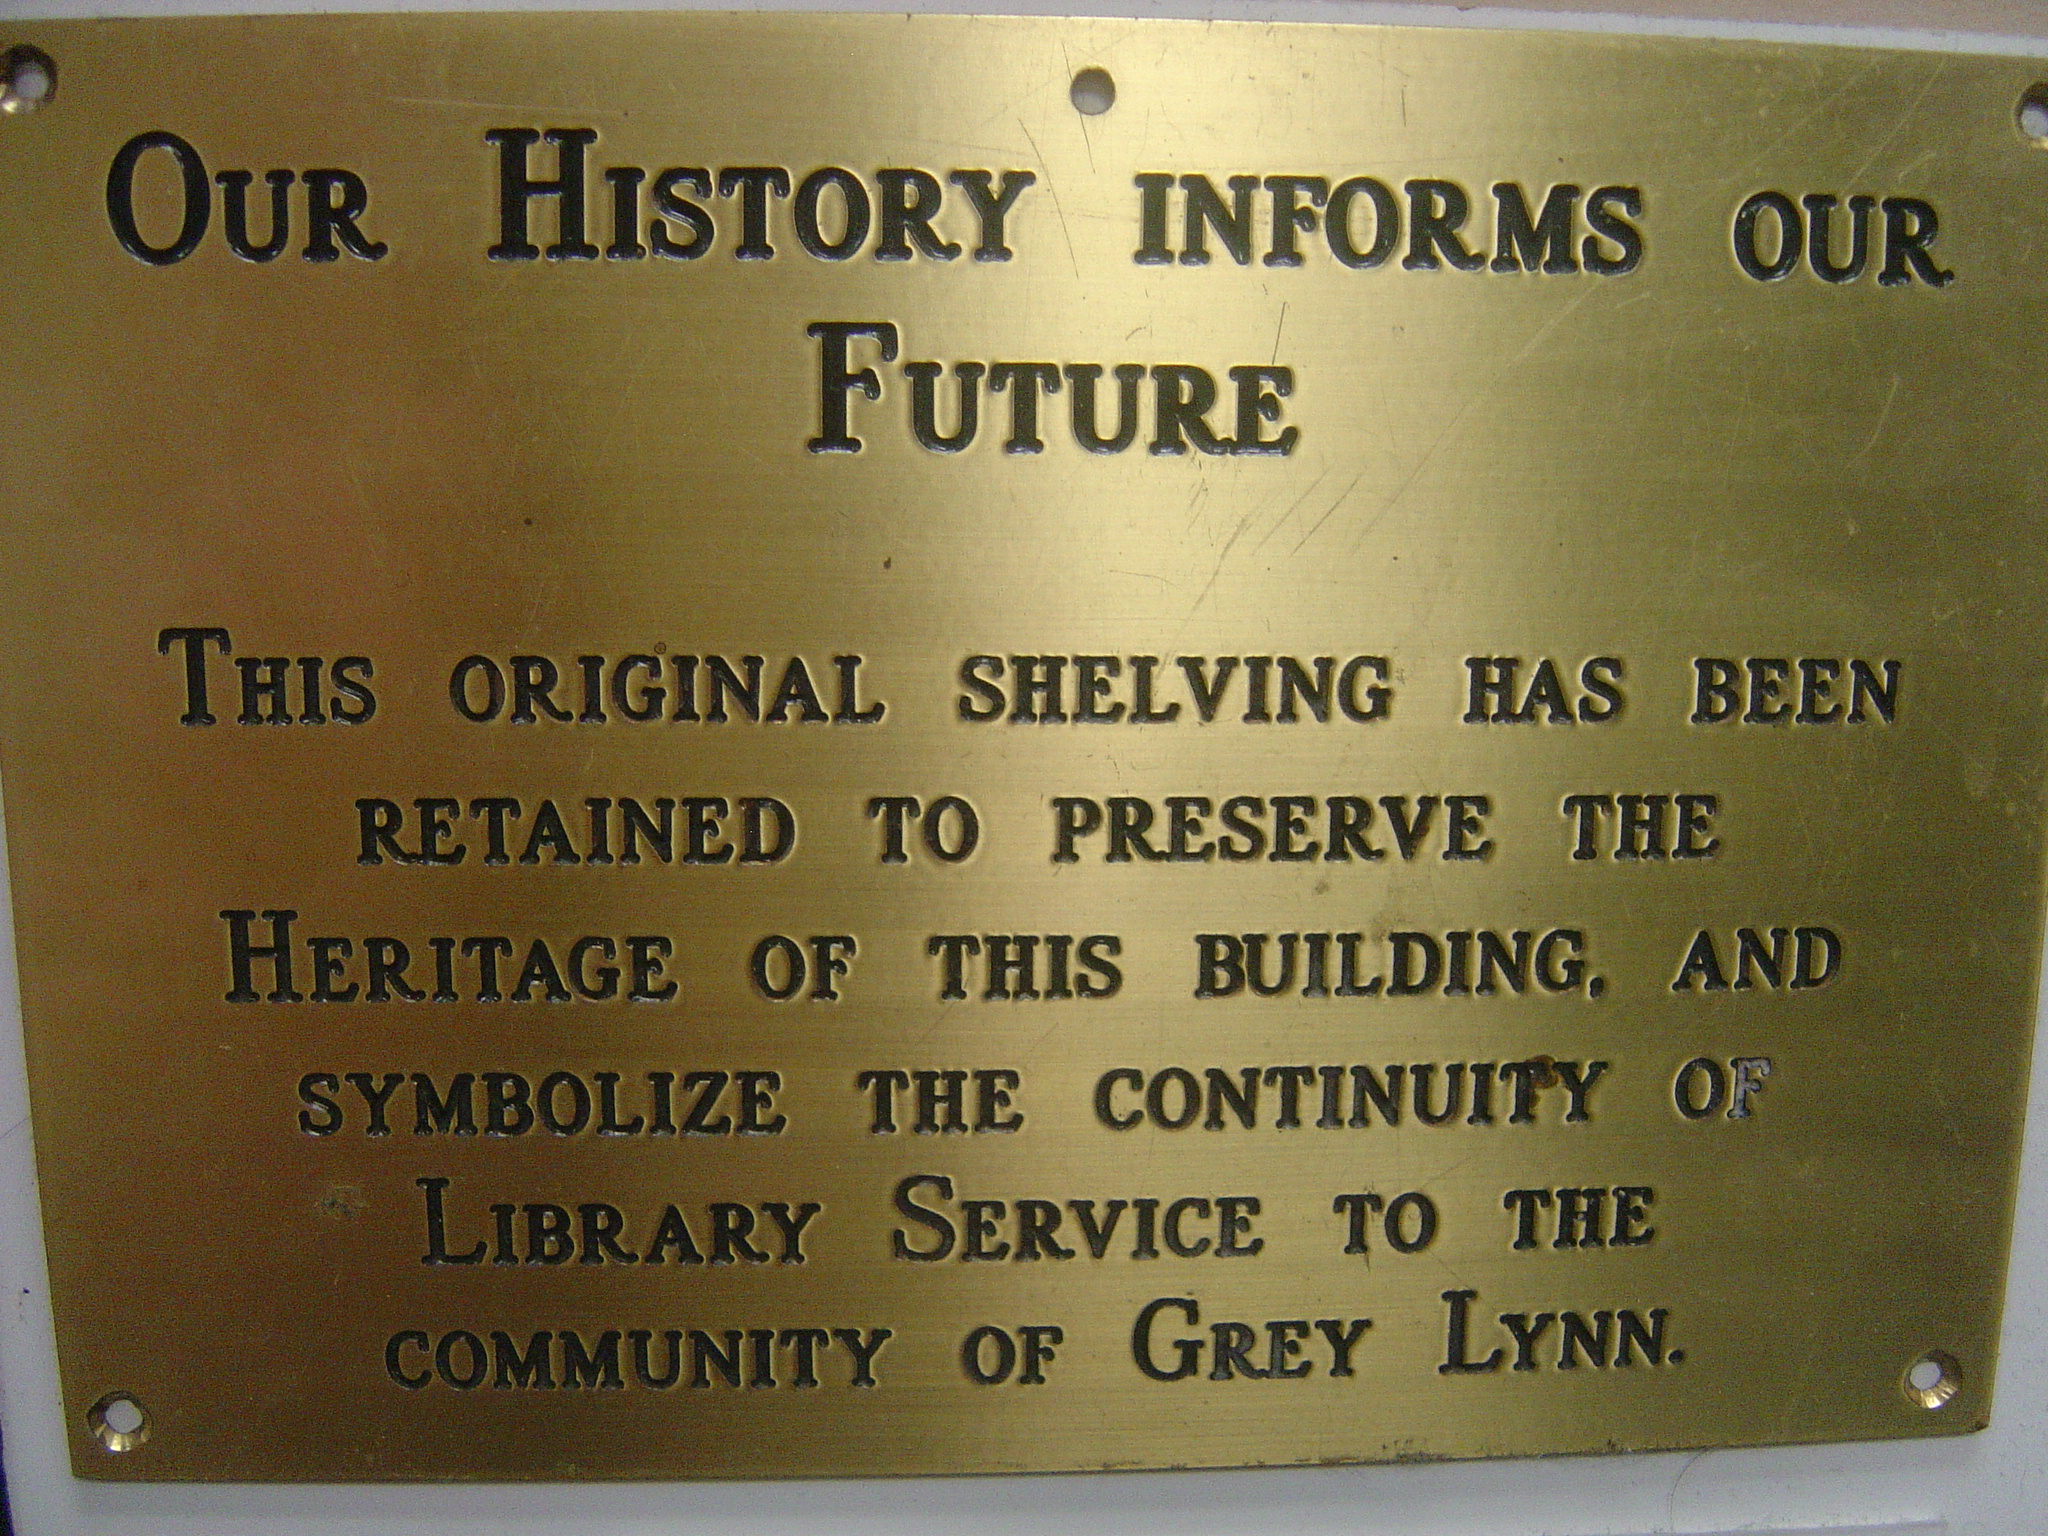 Our History informs our
Future
This original shelving has been
retained to preserve the
Heritage of this building, and
symbolize the continuity of
Library Service to the
community of Grey Lynn.